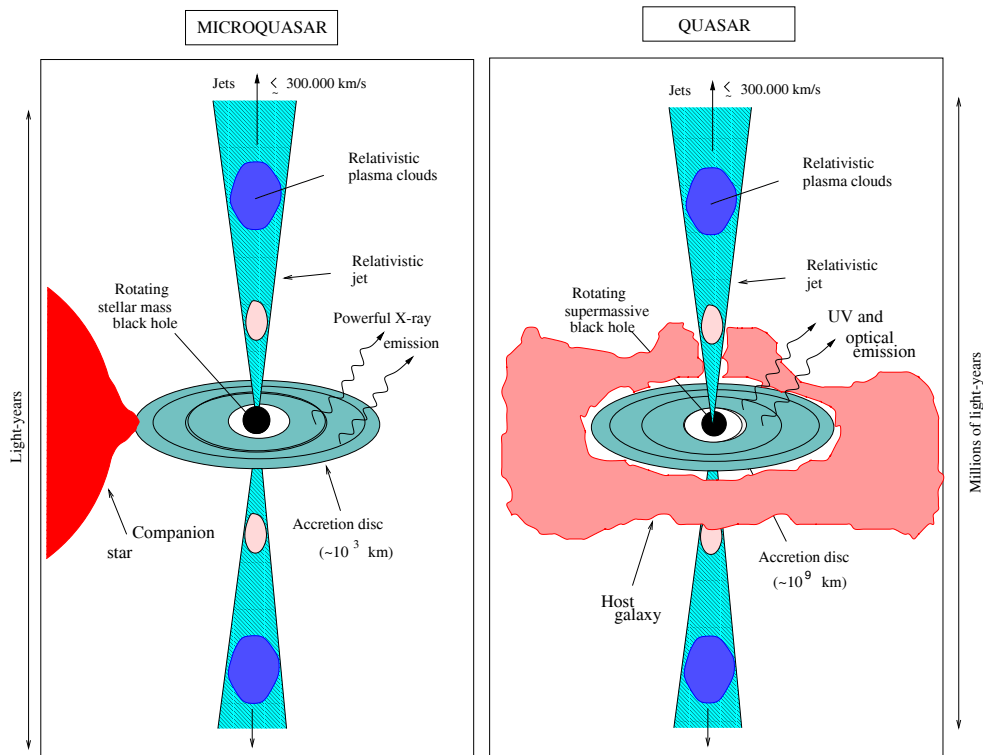 MICROQUASAR
Jets ≲ 300.000 km/s
Relativistic
plasma clouds
Relativistic
jet
Rotating
stellar mass
black hole
Powerful X-ray
emission
Light-years
Companion
star
Accretion disc
(~10 3 km)
QUASAR
Jets ≲ 300.000 km/s
Relativistic
plasma clouds
Relativistic
jet
Rotating
supermassive
black hole
UV and
optical
emission
Accretion disc
(~10 9 km)
Host
galaxy
Millions of light-years